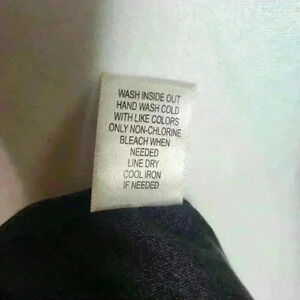 WASH INSIDE OUT
HAND WASH COLD
WITH LIKE COLORS
ONLY NON-CHLORINE
BLEACH WHEN
NEEDED
LINE DRY
COOL IRON
IF NEEDED